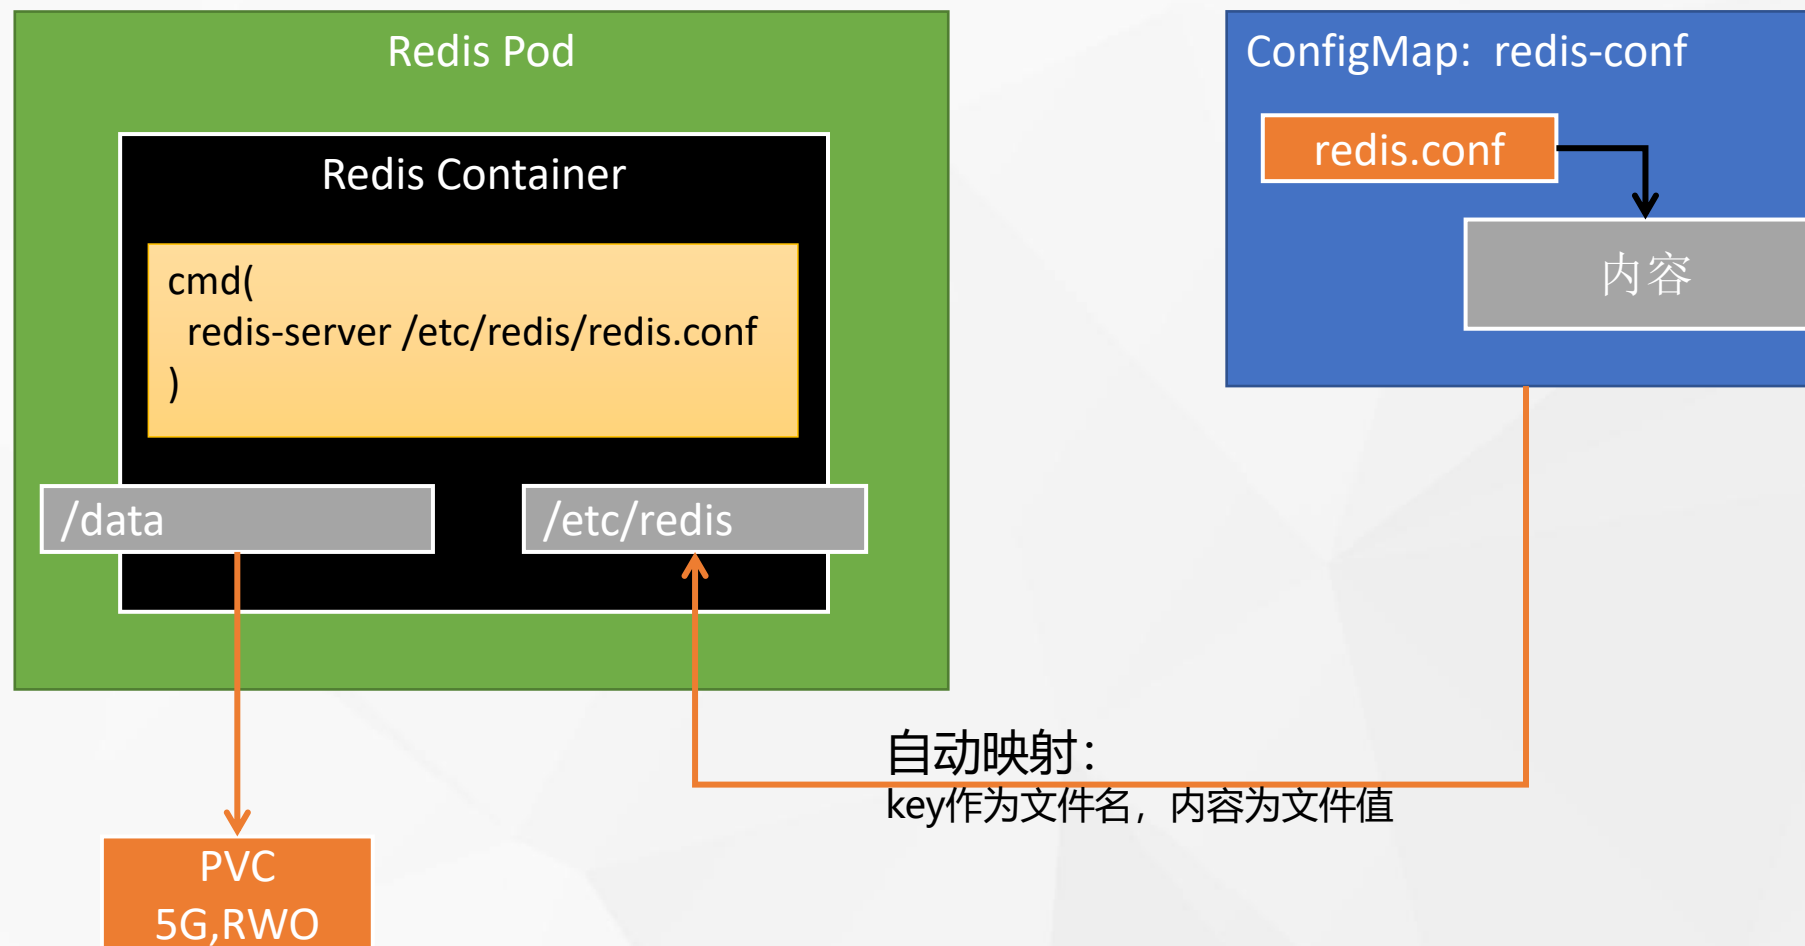 Redis Pod
Redis Container
cmd(
redis-server /etc/redis/redis.conf
)
/data
/etc/redis
PVC
5G,RWO
ConfigMap: redis-conf
redis.conf
内容
自动映射：
key作为文件名，内容为文件值